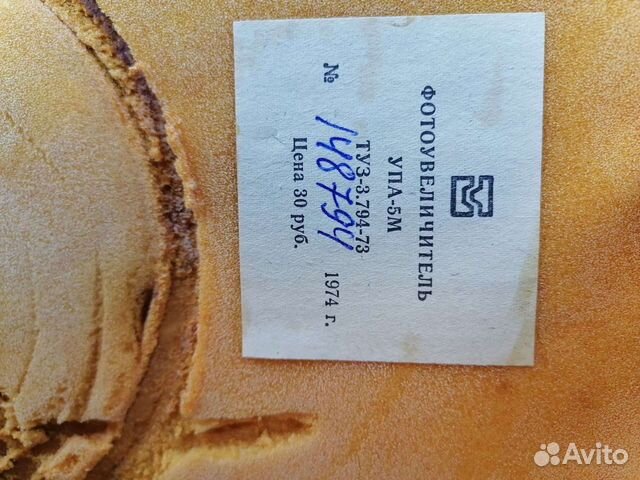 ФОТОУВЕЛИЧИТЕЛЬ
УПА-5М
ТУЗ-3.794-73
№ 148794 1974 г.
Цена 30 руб.
Avito